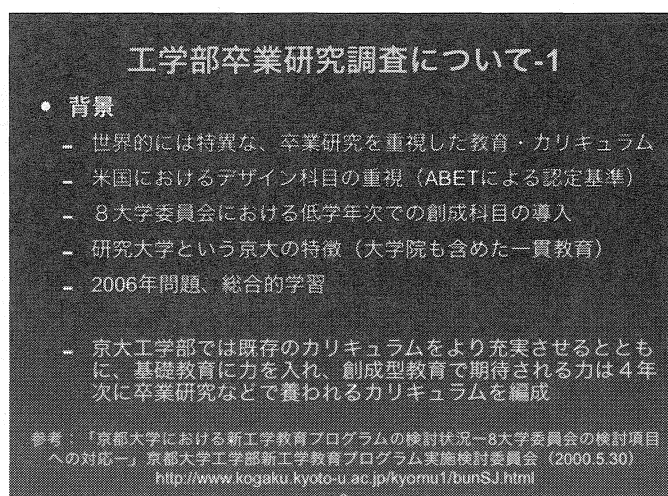 工学部卒業研究調査について-1
• 背景
– 世界的には特異な、卒業研究を重視した教育・カリキュラム
– 米国におけるデザイン科目の重視（ABETによる認定基準）
– ８大学委員会における低学年次での創成科目の導入
– 研究大学という京大の特徴（大学院も含めた一貫教育）
– 2006年問題、総合的学習
– 京大工学部では既存のカリキュラムをより充実させるととも
に、基礎教育に力を入れ、創成型教育で期待される力は４年
次に卒業研究などで養われるカリキュラムを編成
参考：「京都大学における新工学教育プログラムの検討状況ー8大学委員会の検討項目
への対応ー」京都大学工学部新工学教育プログラム実施検討委員会（2000.5.30）
http://www.kogaku.kyoto-u.ac.jp/kyomu1/bunSJ.html